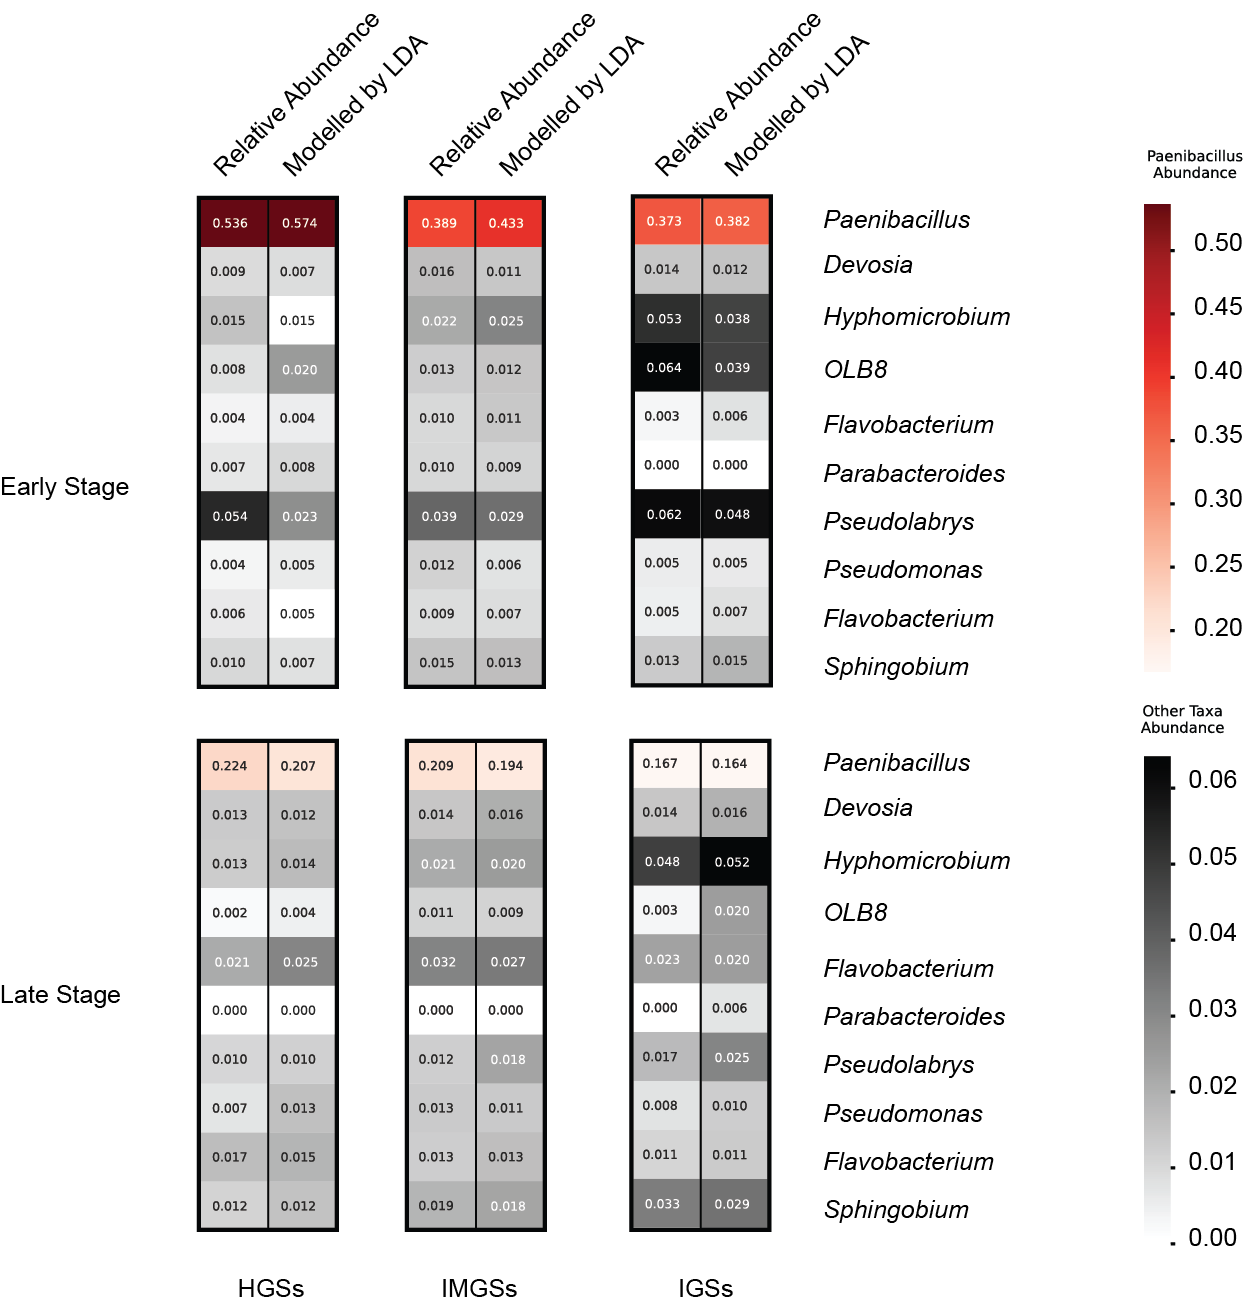 Relative Abundance
Modelled by LDA
Relative Abundance
Modelled by LDA
Relative Abundance
Modelled by LDA
Early Stage
0.536 0.574 0.389 0.433 0.373 0.382 Paenibacillus
0.009 0.007 0.016 0.011 0.014 0.012 Devosia
0.015 0.015 0.022 0.025 0.053 0.038 Hyphomicrobium
0.008 0.020 0.013 0.012 0.064 0.039 OLB8
0.004 0.004 0.010 0.011 0.003 0.006 Flavobacterium
0.007 0.008 0.010 0.009 0.000 0.000 Parabacteroides
0.054 0.023 0.039 0.029 0.062 0.048 Pseudolabrys
0.004 0.005 0.012 0.006 0.005 0.005 Pseudomonas
0.006 0.005 0.009 0.007 0.005 0.007 Flavobacterium
0.010 0.007 0.015 0.013 0.013 0.015 Sphingobium
Late Stage
0.224 0.207 0.209 0.194 0.167 0.164 Paenibacillus
0.013 0.012 0.014 0.016 0.014 0.016 Devosia
0.013 0.014 0.021 0.020 0.048 0.052 Hyphomicrobium
0.002 0.004 0.011 0.009 0.003 0.020 OLB8
0.021 0.025 0.032 0.027 0.023 0.020 Flavobacterium
0.000 0.000 0.000 0.000 0.000 0.006 Parabacteroides
0.010 0.010 0.012 0.018 0.017 0.025 Pseudolabrys
0.007 0.013 0.013 0.011 0.008 0.010 Pseudomonas
0.017 0.015 0.013 0.013 0.011 0.011 Flavobacterium
0.012 0.012 0.019 0.018 0.033 0.029 Sphingobium
HGSs IMGSs IGSs
Paenibacillus
Abundance
0.50
0.45
0.40
0.35
0.30
0.25
0.20
Other Taxa
Abundance
0.06
0.05
0.04
0.03
0.02
0.01
0.00